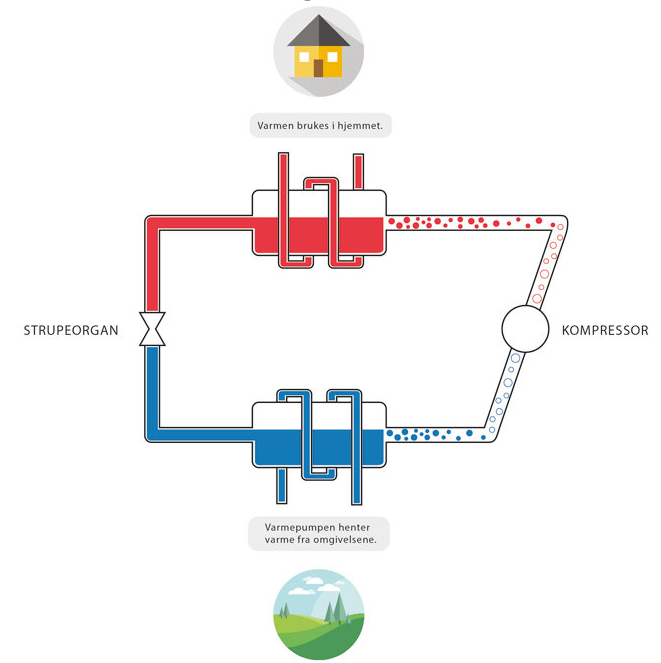 Varmen brukes i hjemmet.
STRUPEORGAN
KOMPRESSOR
Varmepumpen henter
varme fra omgivelsene.